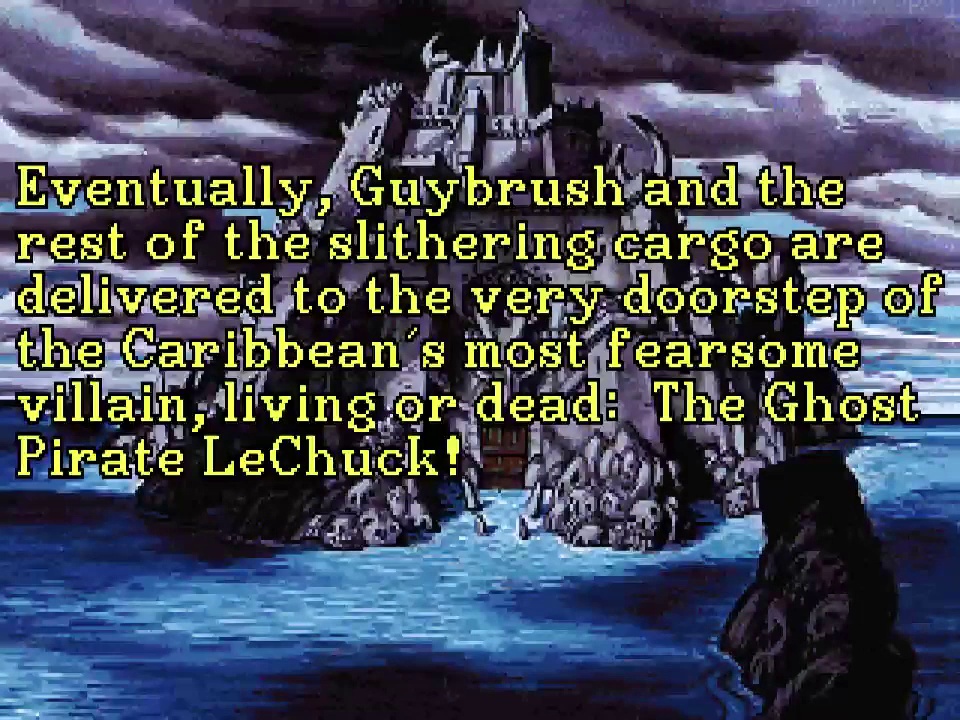 Eventually, Guybrush and the
rest of the slithering cargo are
delivered to the very doorstep of
the Caribbean's most fearsome
villain, living or dead: The Ghost
Pirate LeChuck!